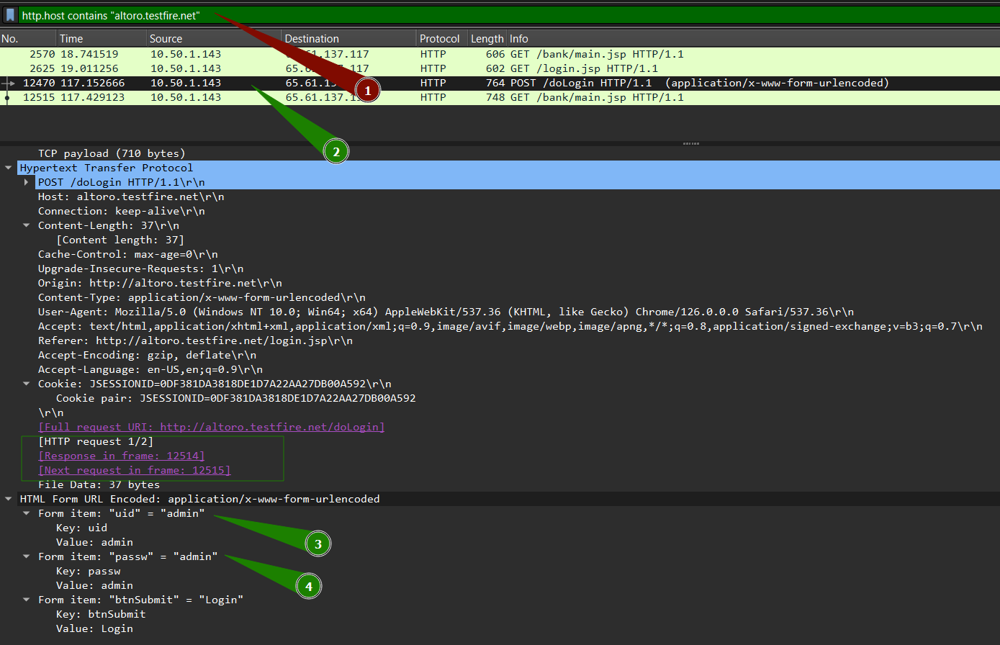 http.host contains "altoro.testfire.net"
No. Time Source Destination Protocol Length Info
2570 18.741519 10.50.1.143 65.61.137.117 HTTP 606 GET /bank/main.jsp HTTP/1.1
2625 19.011256 10.50.1.143 117 HTTP 602 GET /login.jsp HTTP/1.1
12470 117.152666 10.50.1.143 HTTP 764 POST /doLogin HTTP/1.1 (application/x-www-form-urlencoded)
1
12515 117.429123 10.50.1.143 HTTP 748 GET /bank/main.jsp HTTP/1.1
2
TCP payload (710 bytes)
Hypertext Transfer Protocol
POST /doLogin HTTP/1.1\r\n
Host: altoro.testfire.net\r\n
Connection: keep-alive\r\n
Content-Length: 37\r\n
[Content length: 37]
Cache-Control: max-age=0\r\n
Upgrade-Insecure-Requests: 1\r\n
Origin: http://altoro.testfire.net\r\n
Content-Type: application/x-www-form-urlencoded\r\n
User-Agent: Mozilla/5.0 (Windows NT 10.0; Win64; x64) AppleWebKit/537.36 (KHTML, like Gecko) Chrome/126.0.0.0 Safari/537.36\r\n
Accept: text/html,application/xhtml+xml,application/xml;q=0.9,image/avif,image/webp,image/apng,*/*;q=0.8,application/signed-exchange;v=b3;q=0.7\r\n
Referer: http://altoro.testfire.net/login.jsp\r\n
Accept-Encoding: gzip, deflate\r\n
Accept-Language: en-US,en;q=0.9\r\n
Cookie: JSESSIONID=0DF381DA3818DE1D7A22AA27DB00A592\r\n
Cookie pair: JSESSIONID=0DF381DA3818DE1D7A22AA27DB00A592
\r\n
[Full request URI: http://altoro.testfire.net/doLogin]
[HTTP request 1/2]
[Response in frame: 12514]
[Next request in frame: 12515]
File Data: 37 bytes
HTML Form URL Encoded: application/x-www-form-urlencoded
Form item: "uid" = "admin"
Key: uid
Value: admin
3
Form item: "passw" = "admin"
Key: passw
Value: admin
4
Form item: "btnSubmit" = "Login"
Key: btnSubmit
Value: Login